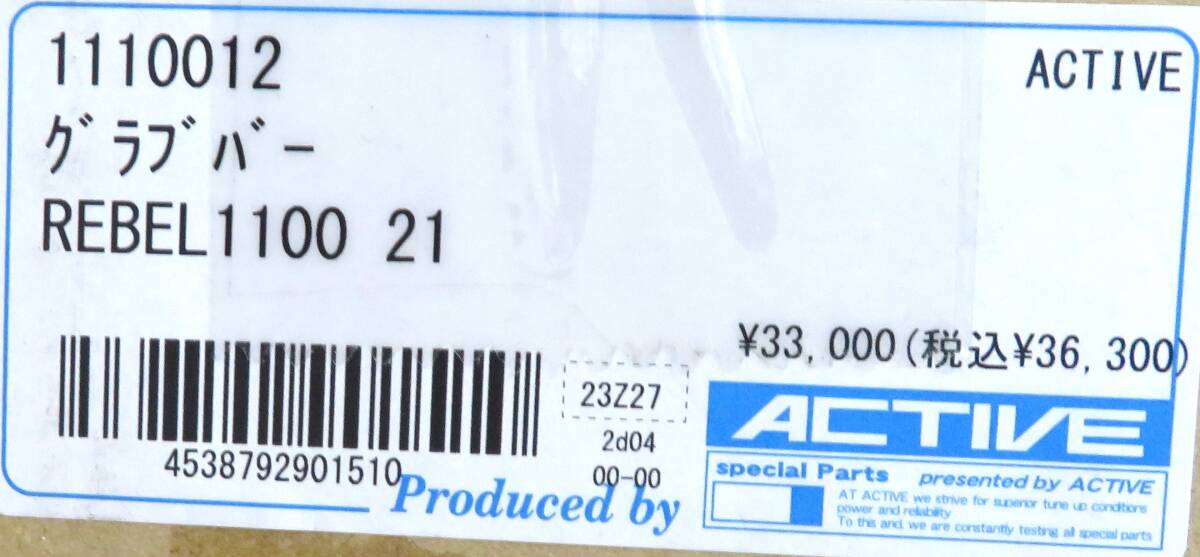 1110012
ACTIVE
ｸﾞﾗﾌﾞﾊﾞｰ
REBEL1100 21
¥33,000(税込¥36,300)
4538792901510
23Z27
2d04
00-00
Produced by
ACTIVE
special Parts presented by ACTIVE
AT ACTIVE we strive for superior tune up conditions
power and reliability
To this and, we are constantly testing all special parts